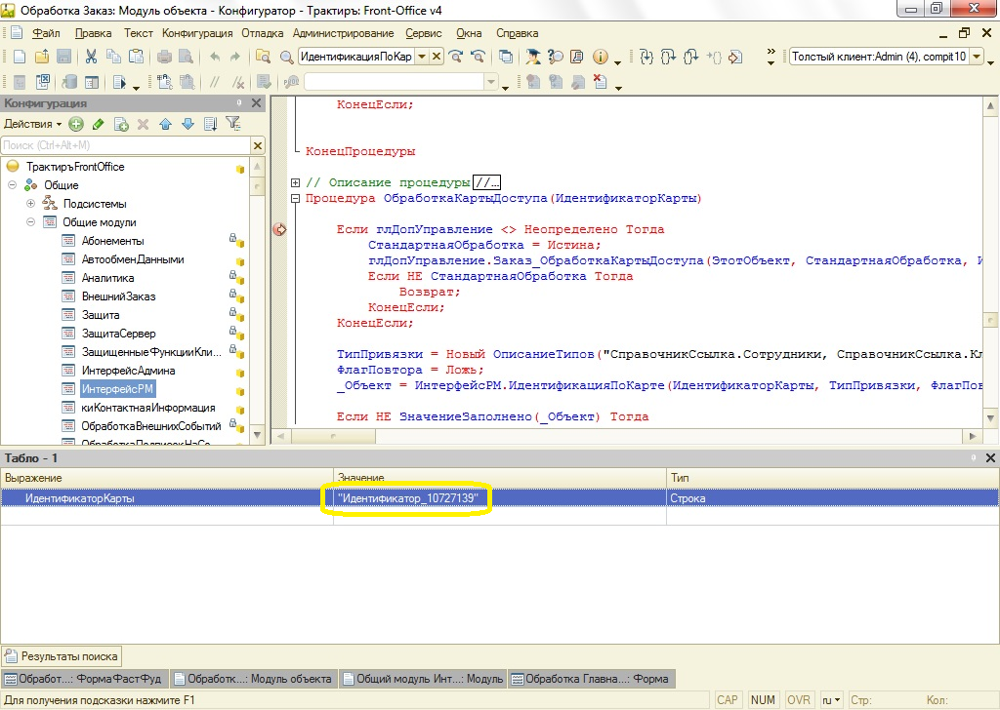 Обработка Заказ: Модуль объекта - Конфигуратор - Трактиръ: Front-Office v4
Файл Правка Текст Конфигурация Отладка Администрирование Сервис Окна Справка
ИдентификацияПоКар
Толстый клиент:Admin (4), compit10
Конфигурация
Действия
Поиск (Ctrl+Alt+M)
ТрактиръFrontOffice
Общие
Подсистемы
Общие модули
Абонементы
АвтообменДанными
Аналитика
ВнешнийЗаказ
Защита
ЗащитаСервер
ЗащищенныеФункцииКли...
ИнтерфейсАдмина
ИнтерфейсРМ
киКонтактнаяИнформация
ОбработкаВнешнихСобытий
КонецЕсли;
КонецПроцедуры
// Описание процедуры //…
Процедура ОбработкаКартыДоступа(ИдентификаторКарты)
Если глДопУправление <> Неопределено Тогда
СтандартнаяОбработка = Истина;
глДопУправление.Заказ_ОбработкаКартыДоступа(ЭтотОбъект, СтандартнаяОбработка, И
Если НЕ СтандартнаяОбработка Тогда
Возврат;
КонецЕсли;
КонецЕсли;
ТипПривязки = Новый ОписаниеТипов("СправочникСсылка.Сотрудники, СправочникСсылка.Кл
ФлагПовтора = Ложь;
_Объект = ИнтерфейсРМ.ИдентификацияПоКарте(ИдентификаторКарты, ТипПривязки, ФлагПов
Если НЕ ЗначениеЗаполнено(_Объект) Тогда
Табло - 1
Выражение Значение Тип
ИдентификаторКарты "Идентификатор_10727139" Строка
Результаты поиска
Обработ...: ФормаФастФуд Обработк...: Модуль объекта Общий модуль Инт...: Модуль Обработка Главна...: Форма
Для получения подсказки нажмите F1 CAP NUM OVR ru Стр: Кол: